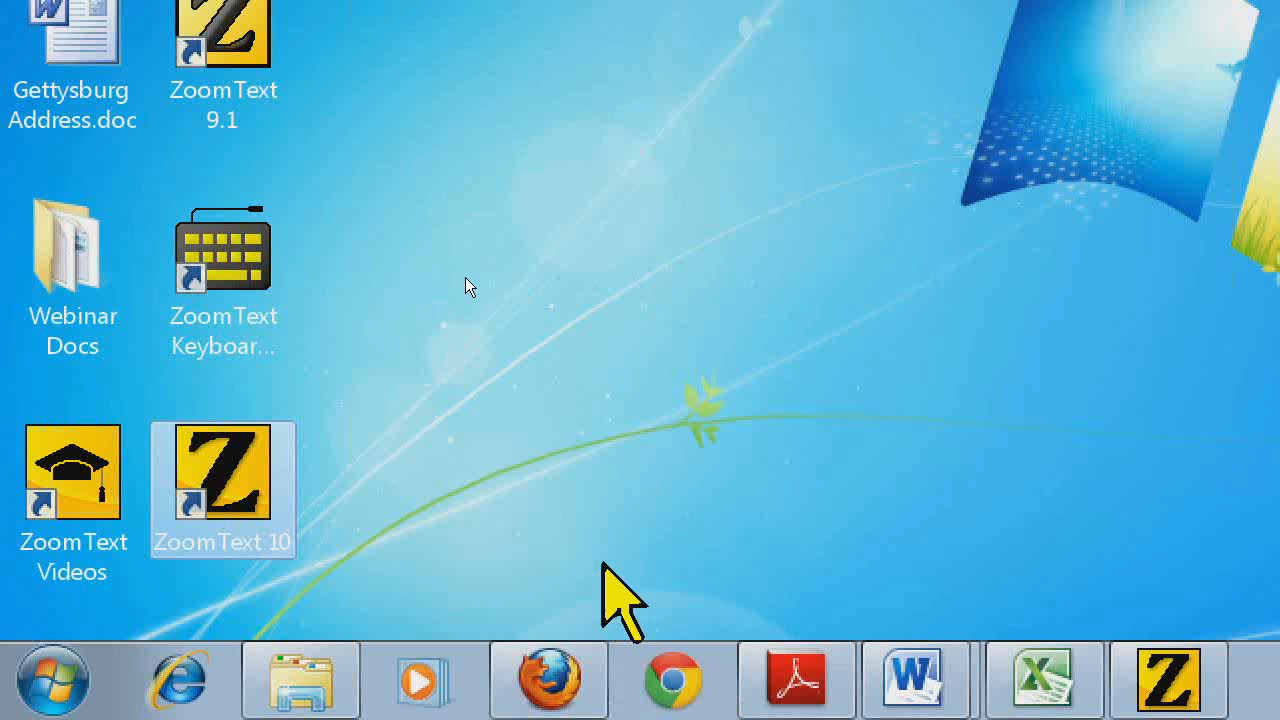 Gettysburg
Address.doc
ZoomText
9.1
Webinar
Docs
ZoomText
Keyboar...
ZoomText
Videos
ZoomText 10